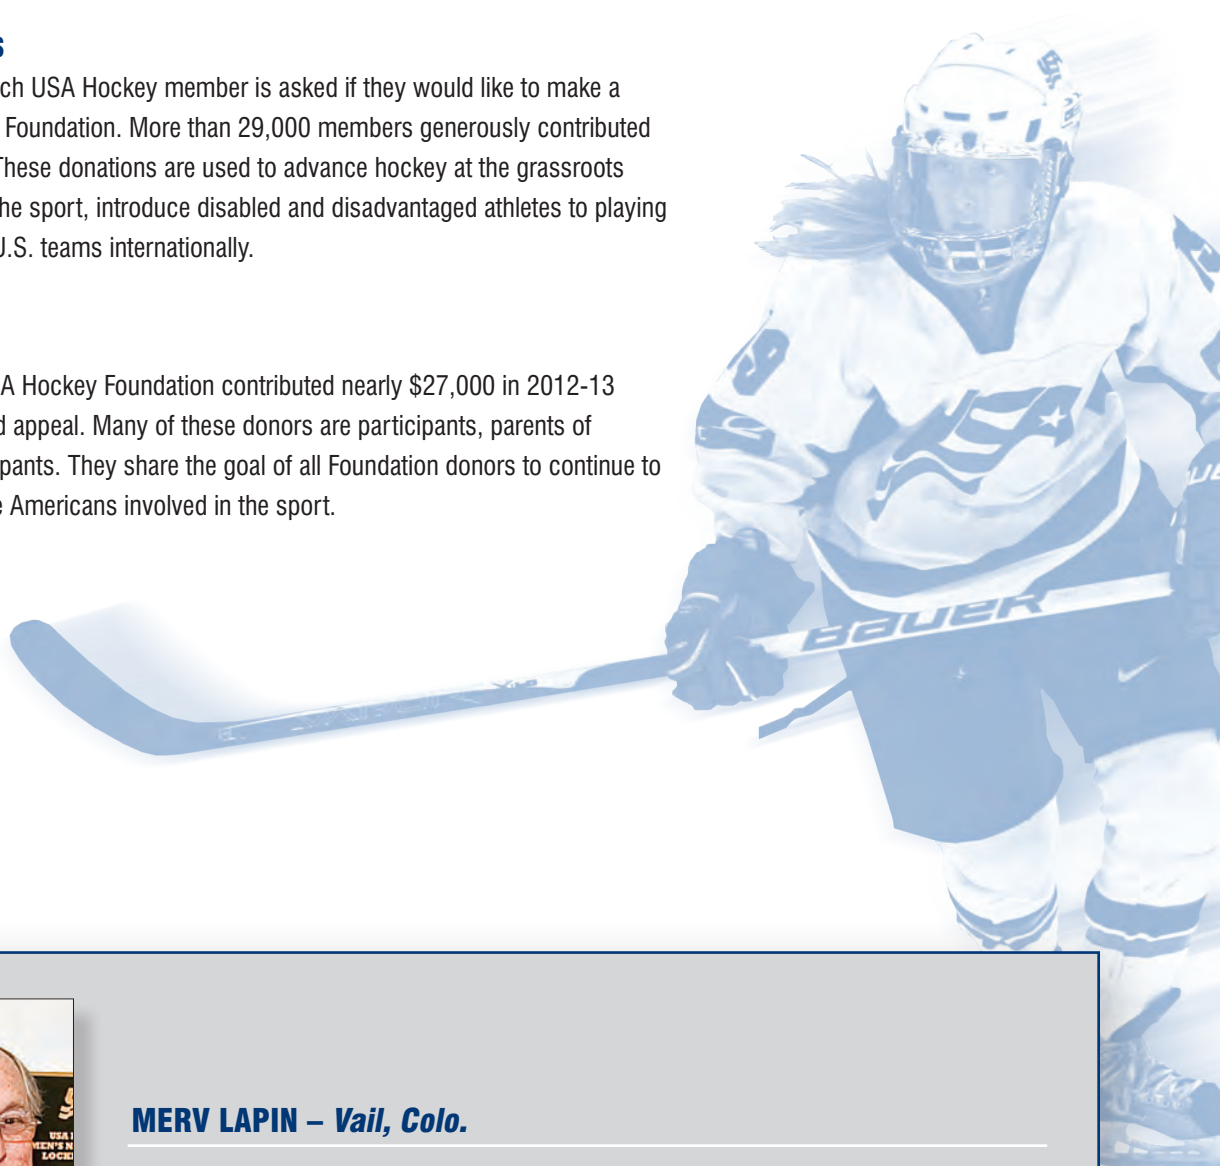 S
ch USA Hockey member is asked if they would like to make a
Foundation. More than 29,000 members generously contributed
These donations are used to advance hockey at the grassroots
he sport, introduce disabled and disadvantaged athletes to playing
U.S. teams internationally.
A Hockey Foundation contributed nearly $27,000 in 2012-13
d appeal. Many of these donors are participants, parents of
pants. They share the goal of all Foundation donors to continue to
e Americans involved in the sport.
USA
BAUER
MERV LAPIN – Vail, Colo.
USA
MEN'S N
LOCK